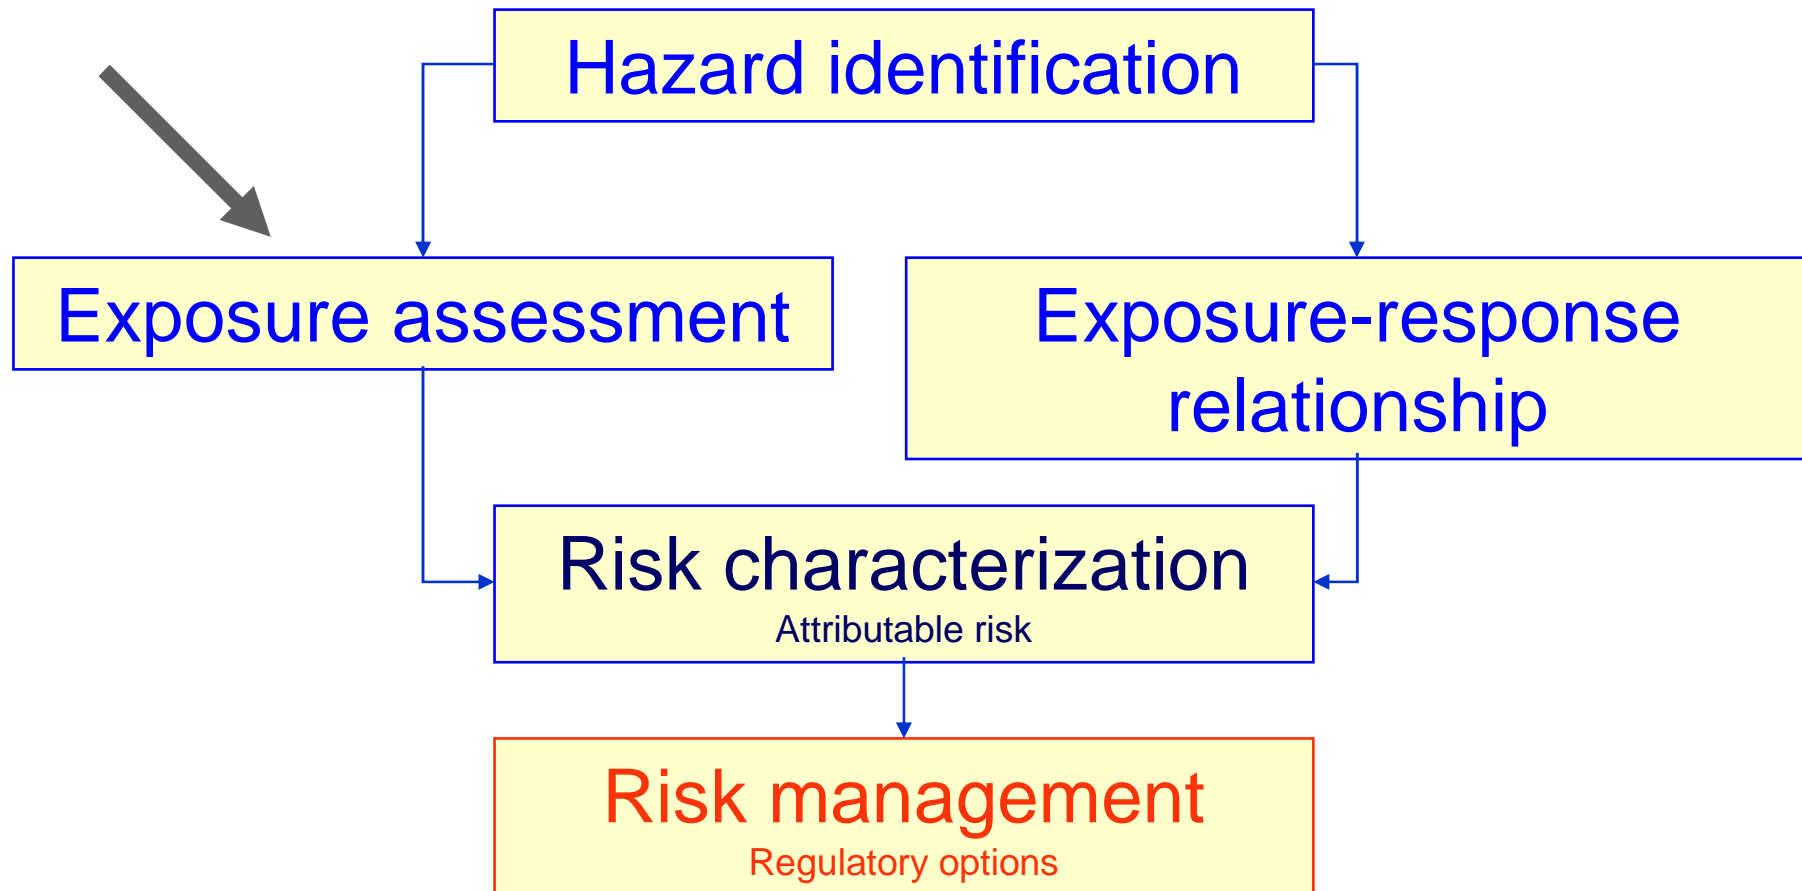 Hazard identification
Exposure assessment
Exposure-response
relationship
Risk characterization
Attributable risk
Risk management
Regulatory options